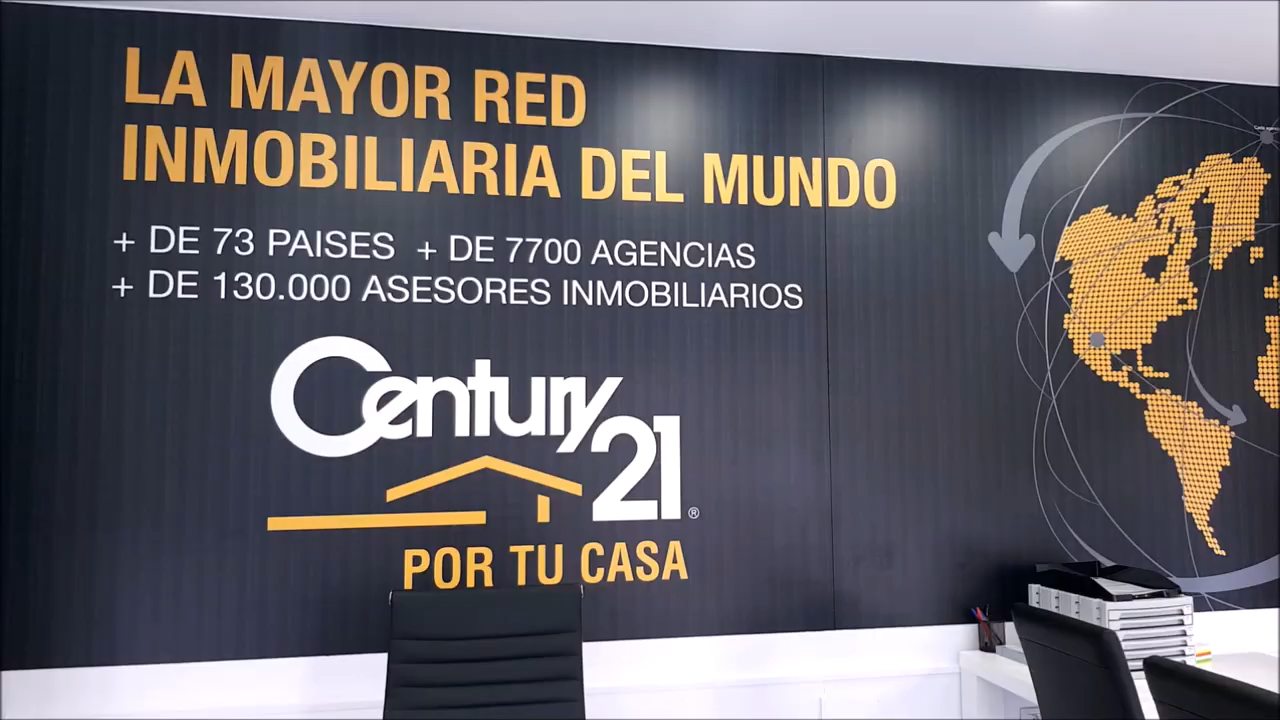 LA MAYOR RED
INMOBILIARIA DEL MUNDO
+ DE 73 PAISES + DE 7700 AGENCIAS
+ DE 130.000 ASESORES INMOBILIARIOS
Century
21®
POR TU CASA